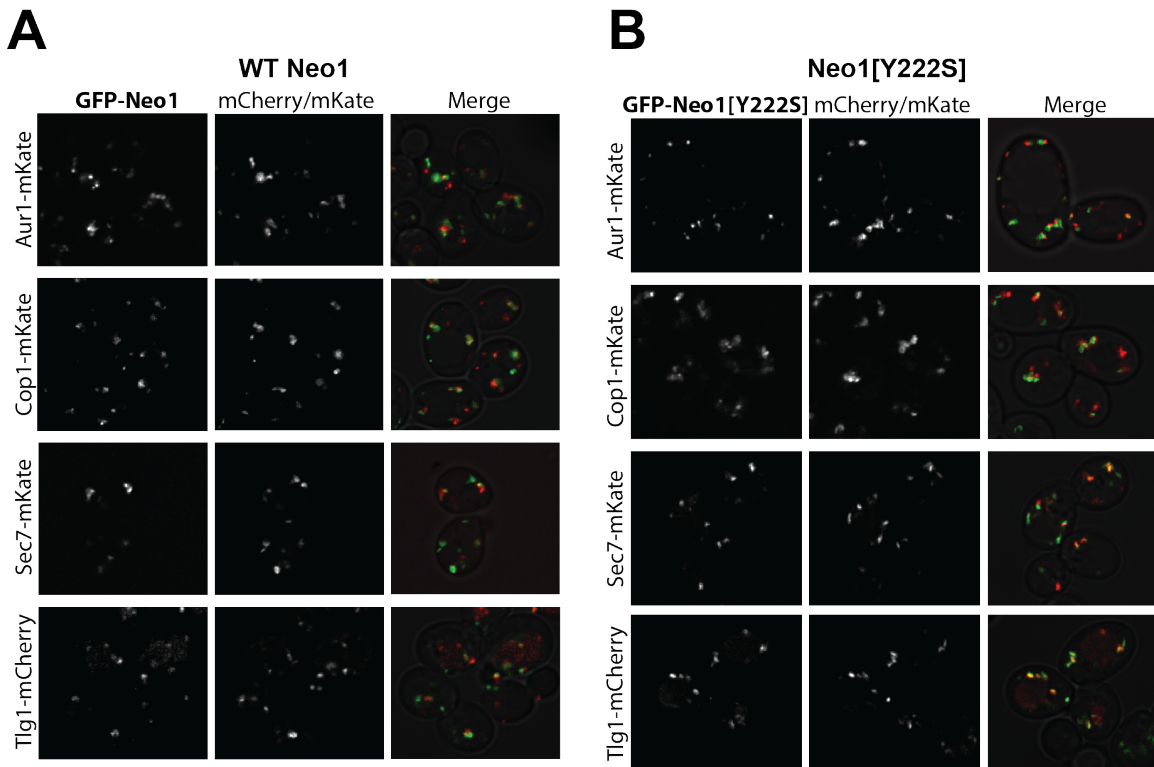 A
WT Neo1
GFP-Neo1 mCherry/mKate Merge
Aur1-mKate
Cop1-mKate
Sec7-mKate
Tlg1-mCherry
B
Neo1[Y222S]
GFP-Neo1[Y222S] mCherry/mKate Merge
Aur1-mKate
Cop1-mKate
Sec7-mKate
Tlg1-mCherry